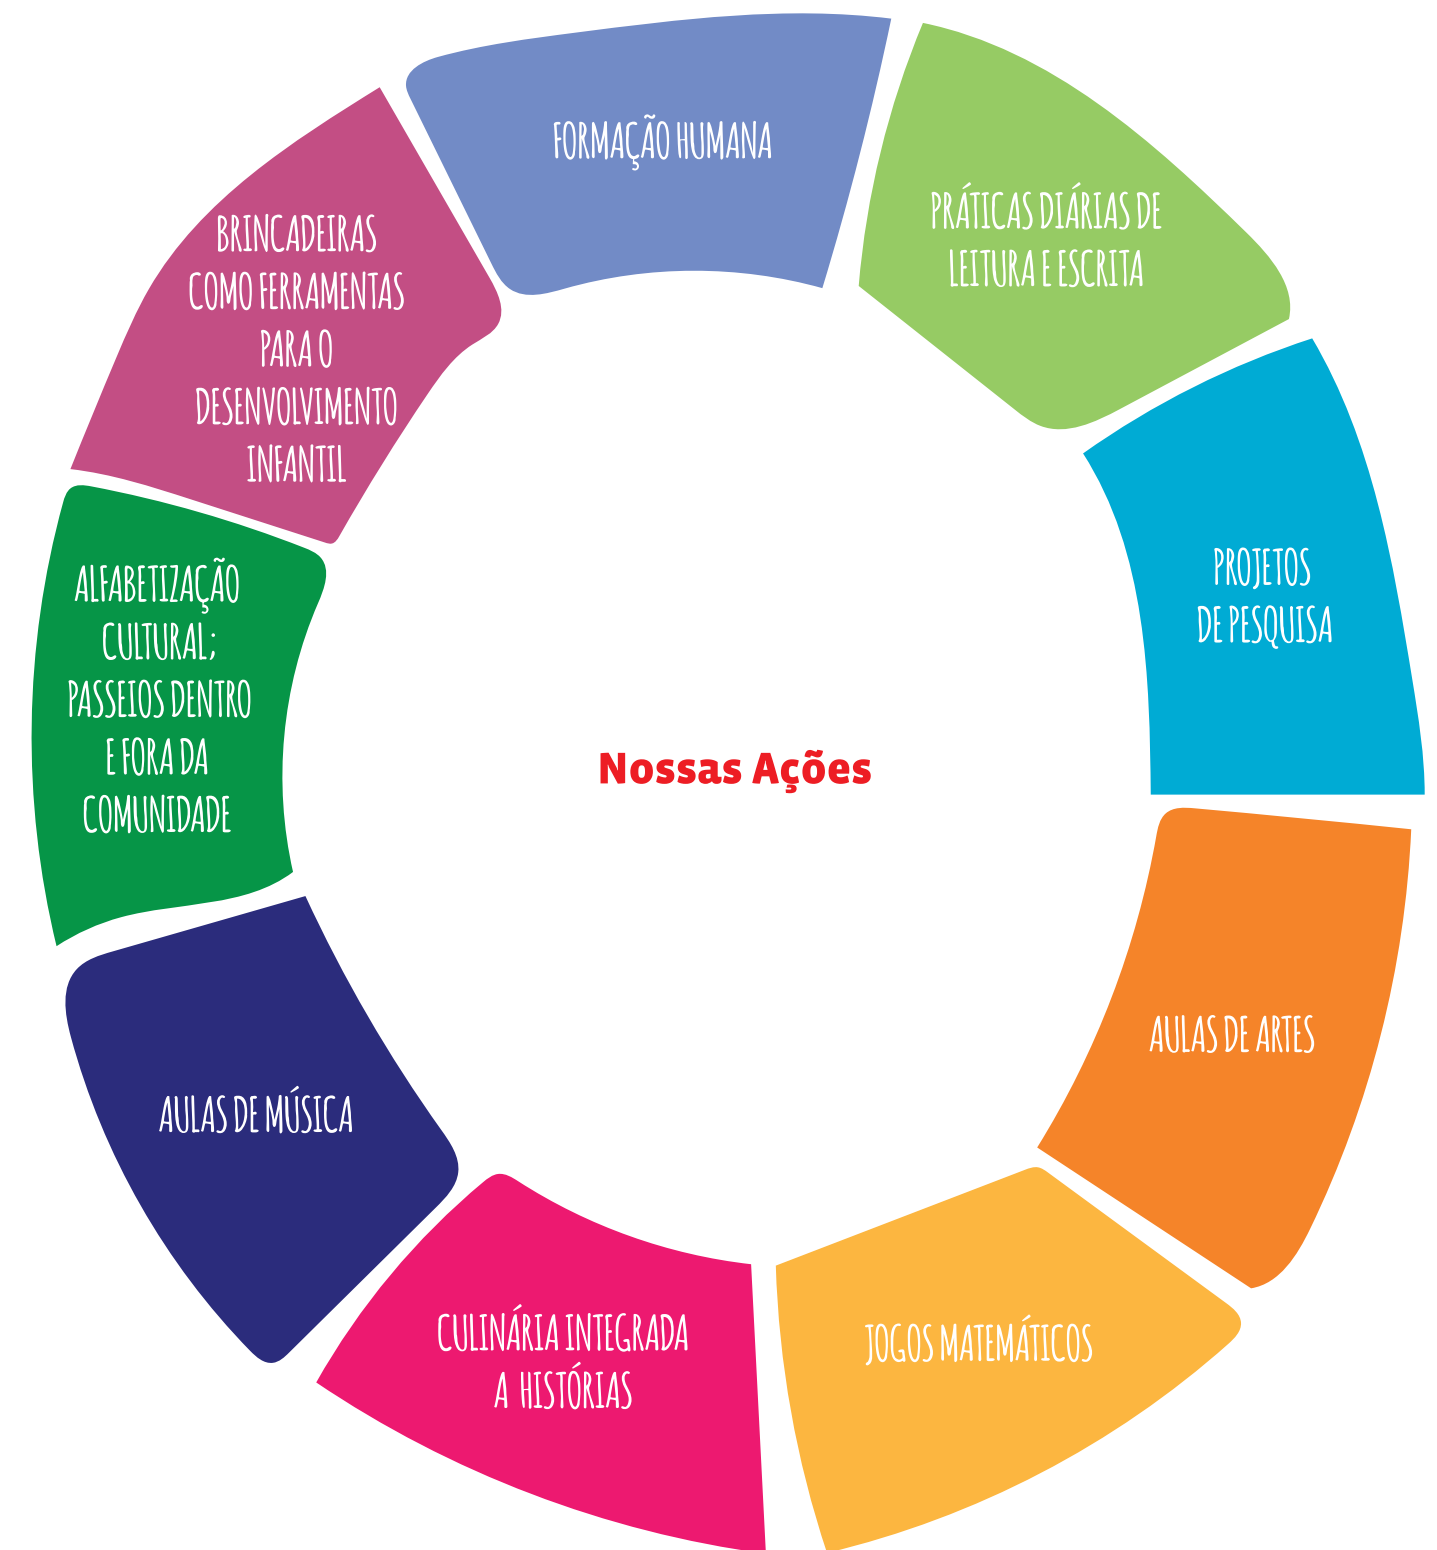 FORMAÇÃO HUMANA
PRÁTICAS DIÁRIAS DE
LEITURA E ESCRITA
PROJETOS
DE PESQUISA
AULAS DE ARTES
JOGOS MATEMÁTICOS
CULINÁRIA INTEGRADA
A HISTÓRIAS
AULAS DE MÚSICA
ALFABETIZAÇÃO
CULTURAL;
PASSEIOS DENTRO
E FORA DA
COMUNIDADE
BRINCADEIRAS
COMO FERRAMENTAS
PARA O
DESENVOLVIMENTO
INFANTIL
Nossas Ações